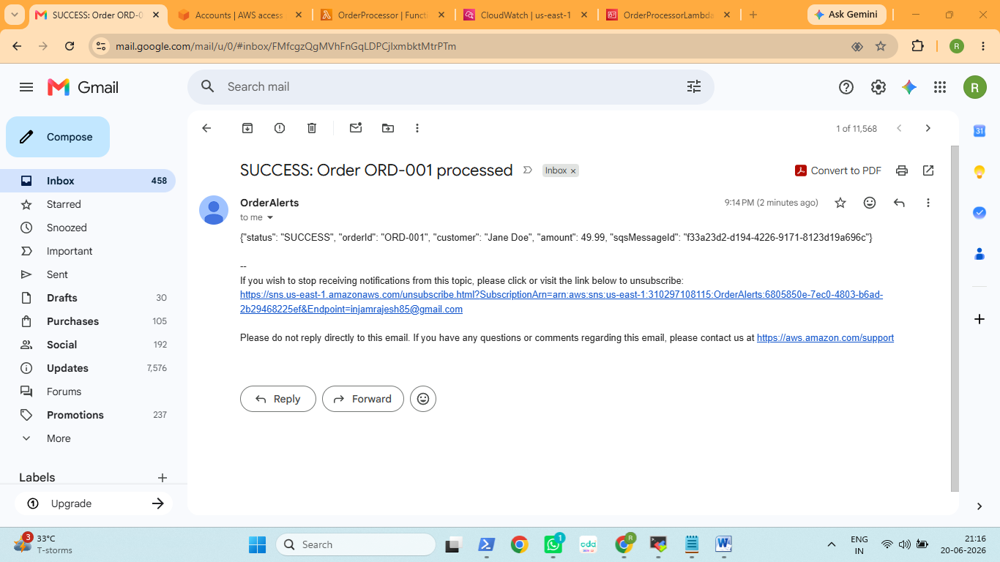 SUCCESS: Order ORD-0
Accounts | AWS access
OrderProcessor | Funct
CloudWatch | us-east-1
OrderProcessorLambda
Ask Gemini
mail.google.com/mail/u/0/#inbox/FMfcgzQgMVhFnGqLDPCjlxmbktMtrPTm
R
Gmail
Search mail
R
Compose
1 of 11,568
31
Inbox 458
Starred
Snoozed
Important
Sent
Drafts 30
Purchases 105
Social 192
Updates 7,576
Forums
Promotions 237
More
Labels
Upgrade
SUCCESS: Order ORD-001 processed
Inbox x
Convert to PDF
OrderAlerts
9:14 PM (2 minutes ago)
to me
{"status": "SUCCESS", "orderId": "ORD-001", "customer": "Jane Doe", "amount": 49.99, "sqsMessageId": "f33a23d2-d194-4226-9171-8123d19a696c"}
--
If you wish to stop receiving notifications from this topic, please click or visit the link below to unsubscribe:
https://sns.us-east-1.amazonaws.com/unsubscribe.html?SubscriptionArn=arn:aws:sns:us-east-1:310297108115:OrderAlerts:6805850e-7ec0-4803-b6ad-
2b29468225ef&Endpoint=injamrajesh85@gmail.com
Please do not reply directly to this email. If you have any questions or comments regarding this email, please contact us at https://aws.amazon.com/support
Reply
Forward
3
33°C
T-storms
Search
1
oda
R
ENG
IN
21:16
20-06-2026